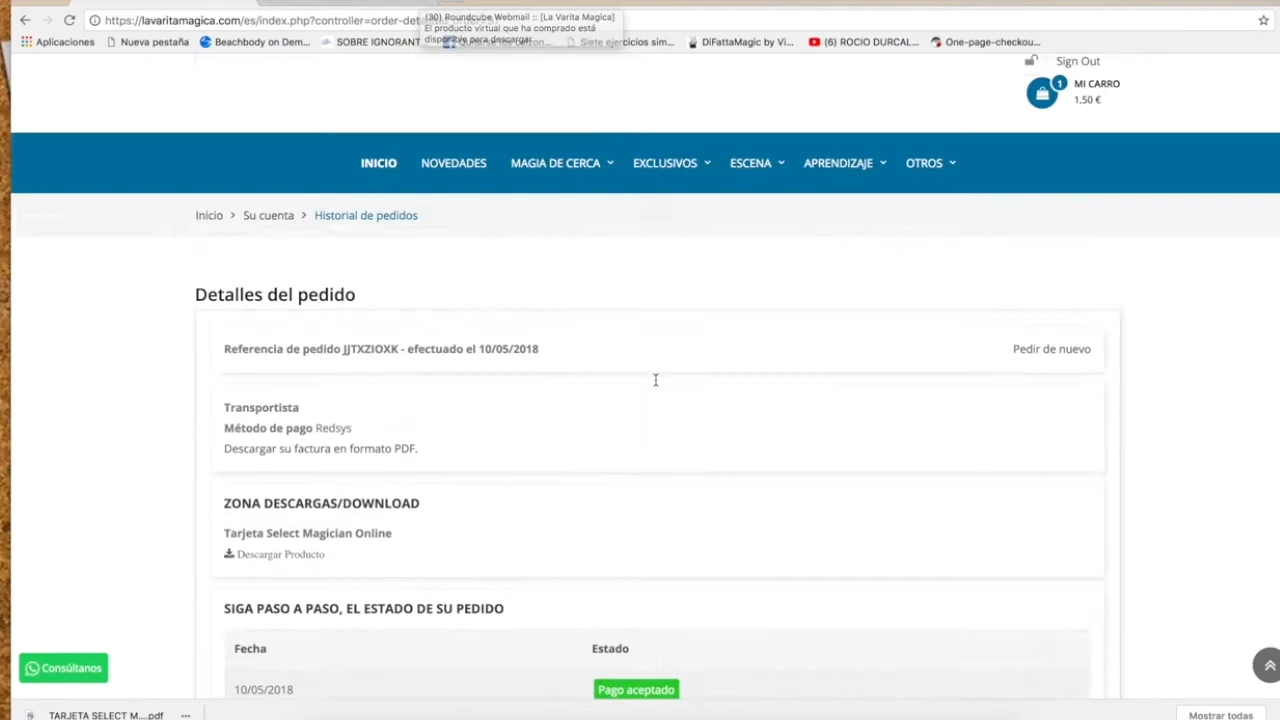 (30) Roundcube Webmail :: [La Varita Magica]
El producto virtual que ha comprado está
disponible para descargar
https://lavaritamagica.com/es/index.php?controller=order-det
Aplicaciones
Nueva pestaña
Beachbody on Dem...
SOBRE IGNORANT
Siete ejercicios sim...
DiFattaMagic by Vi...
(6) ROCIO DURCAL...
One-page-checkou...
Sign Out
1
MI CARRO
1,50 €
INICIO
NOVEDADES
MAGIA DE CERCA
EXCLUSIVOS
ESCENA
APRENDIZAJE
OTROS
Inicio > Su cuenta > Historial de pedidos
Detalles del pedido
Referencia de pedido JJTXZIOXK - efectuado el 10/05/2018
Pedir de nuevo
Transportista
Método de pago Redsys
Descargar su factura en formato PDF.
ZONA DESCARGAS/DOWNLOAD
Tarjeta Select Magician Online
Descargar Producto
SIGA PASO A PASO, EL ESTADO DE SU PEDIDO
Fecha
Estado
10/05/2018
Pago aceptado
Consúltanos
TARJETA SELECT M....pdf
Mostrar todas